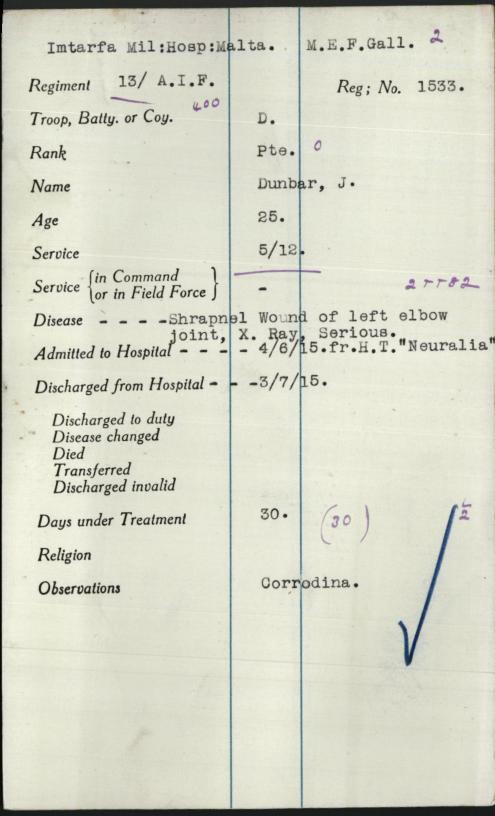 Imtarfa Mil:Hosp:Malta. M.E.F.Gall. 2
Regiment 13/ A.I.F. Reg; No. 1533.
400
Troop, Batty. or Coy. D.
Rank Pte. 0
Name Dunbar, J.
Age 25.
Service 5/12.
Service {in Command
or in Field Force} -
Disease - - - -Shrapnel Wound of left elbow
joint, X. Ray, Serious.
Admitted to Hospital - - - - 4/6/15.fr.H.T."Neuralia"
Discharged from Hospital - - -3/7/15.
Discharged to duty
Disease changed
Died
Transferred
Discharged invalid
Days under Treatment 30. (30)
Religion
Observations Corrodina.